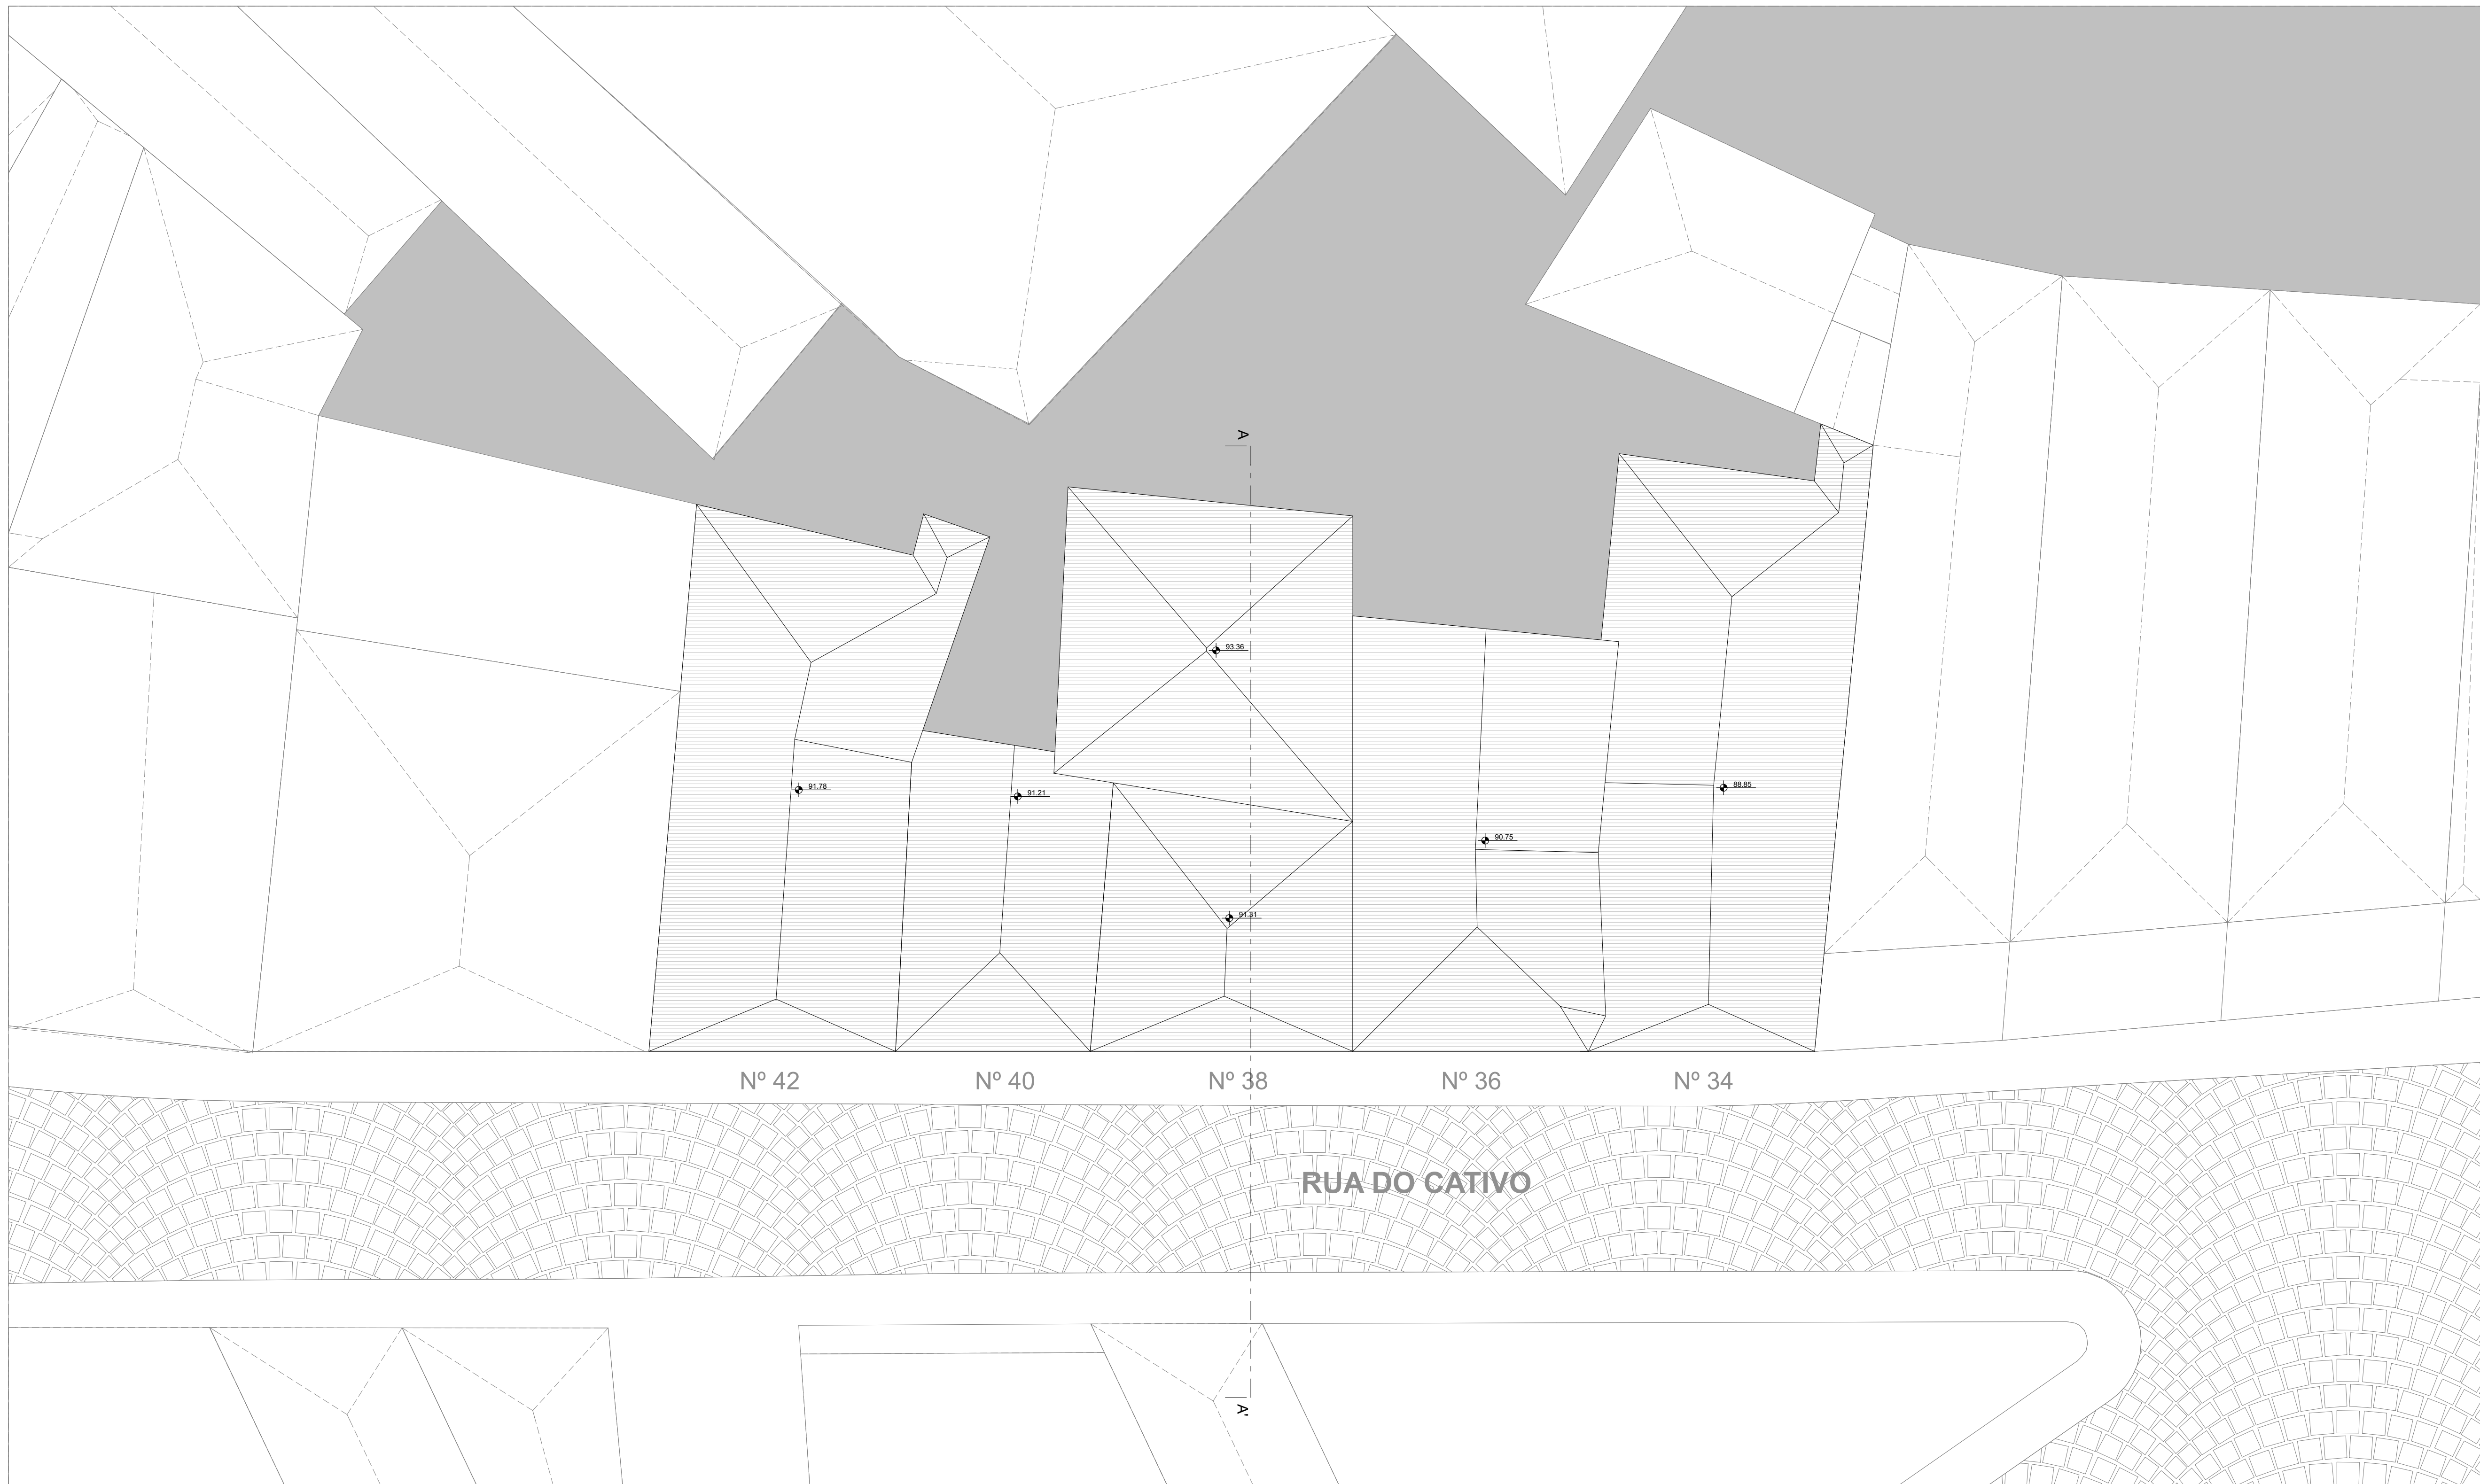 A
93.36
91.78
91.21
88.85
90.75
91.31
Nº 42
Nº 40
Nº 38
Nº 36
Nº 34
RUA DO CATIVO
A'